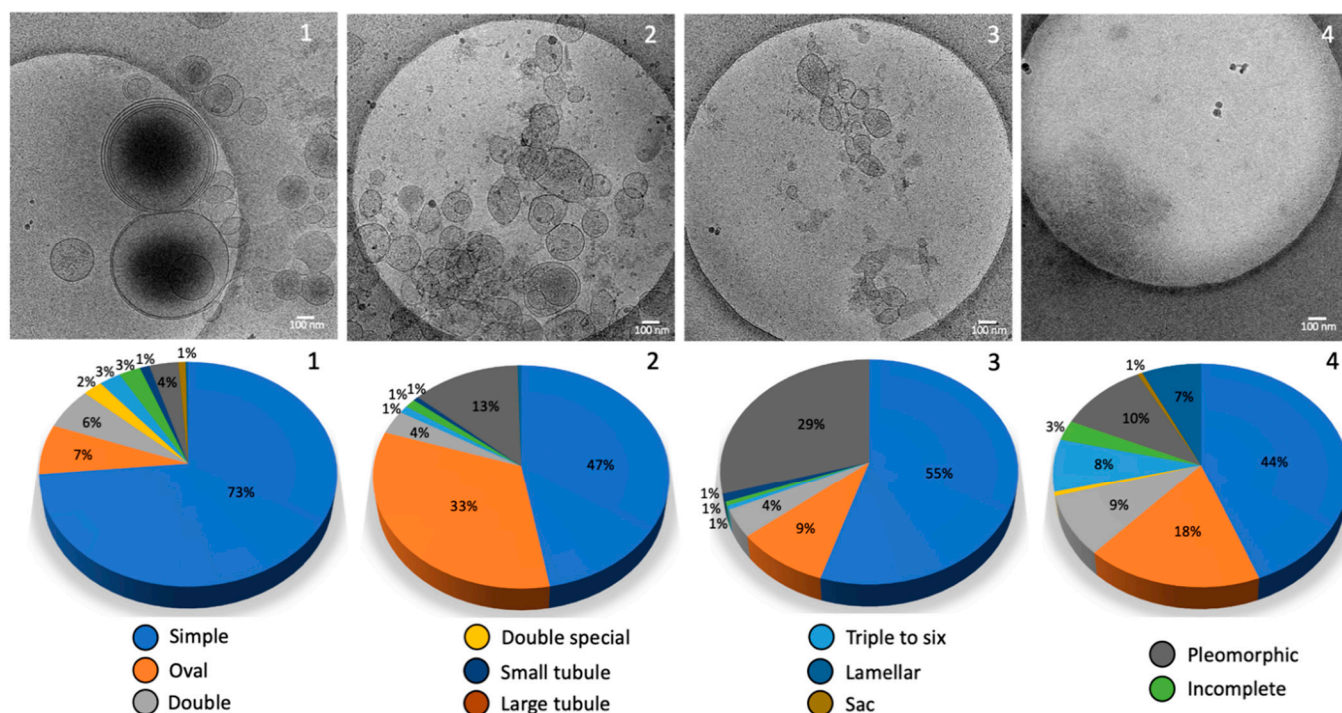 1
2
3
4
100 nm
100 nm
100 nm
100 nm
1
2
3
4
2%
3%
3%
1%
4%
1%
6%
7%
73%
1%
1%
1%
13%
4%
47%
33%
29%
55%
1%
1%
1%
4%
9%
1%
7%
10%
3%
44%
8%
9%
18%
Simple
Double special
Triple to six
Pleomorphic
Oval
Small tubule
Lamellar
Incomplete
Double
Large tubule
Sac